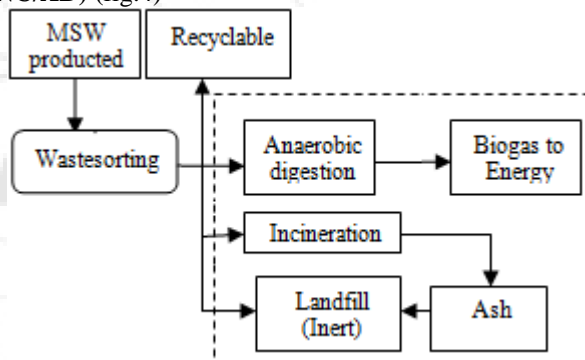 MSW
producted
Recyclable
Wastesorting
Anaerobic
digestion
Biogas to
Energy
Incineration
Landfill
(Inert)
Ash